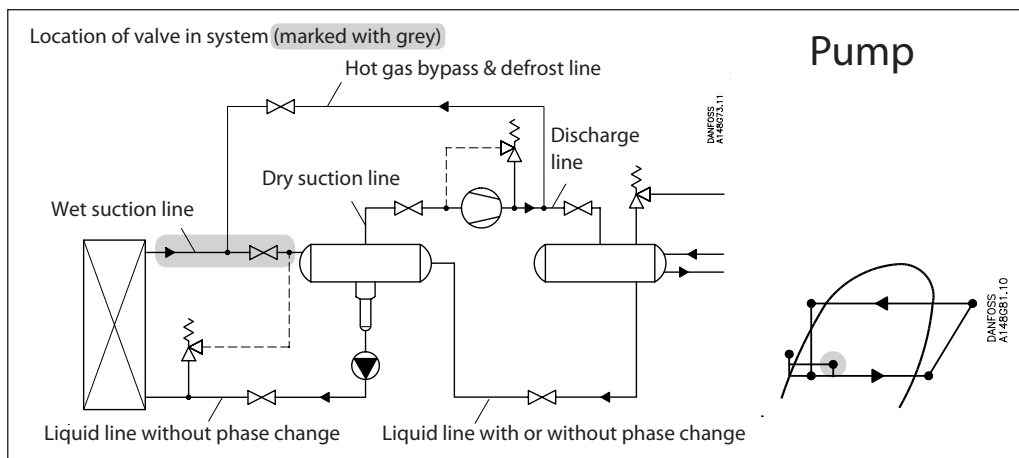 Location of valve in system (marked with grey)
Pump
Hot gas bypass & defrost line
DANFOSS
A148G73.11
Discharge
line
Dry suction line
Wet suction line
DANFOSS
A148G81.10
Liquid line without phase change
Liquid line with or without phase change